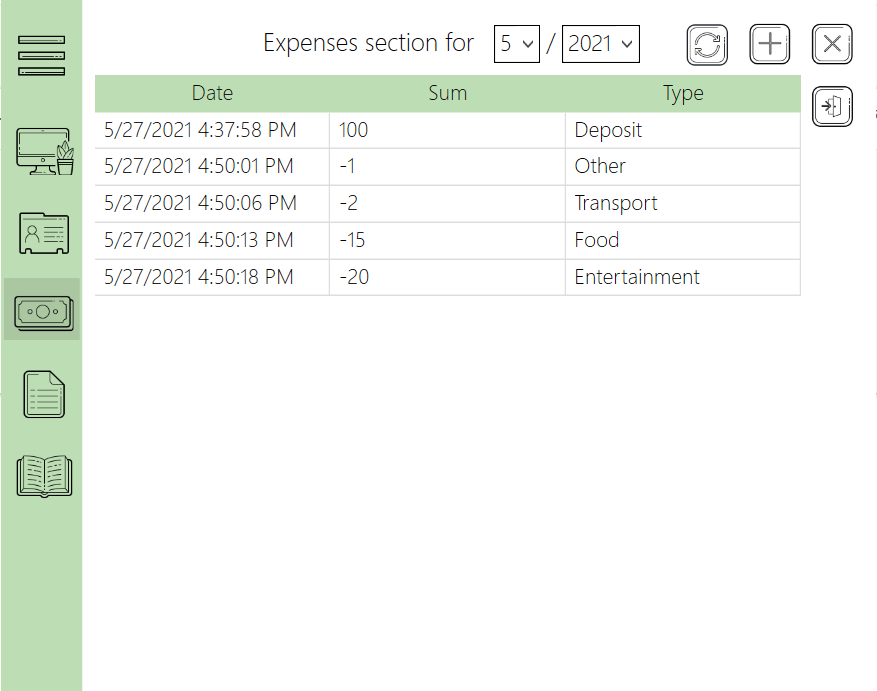 Expenses section for 5 / 2021
Date Sum Type
5/27/2021 4:37:58 PM 100 Deposit
5/27/2021 4:50:01 PM -1 Other
5/27/2021 4:50:06 PM -2 Transport
5/27/2021 4:50:13 PM -15 Food
5/27/2021 4:50:18 PM -20 Entertainment